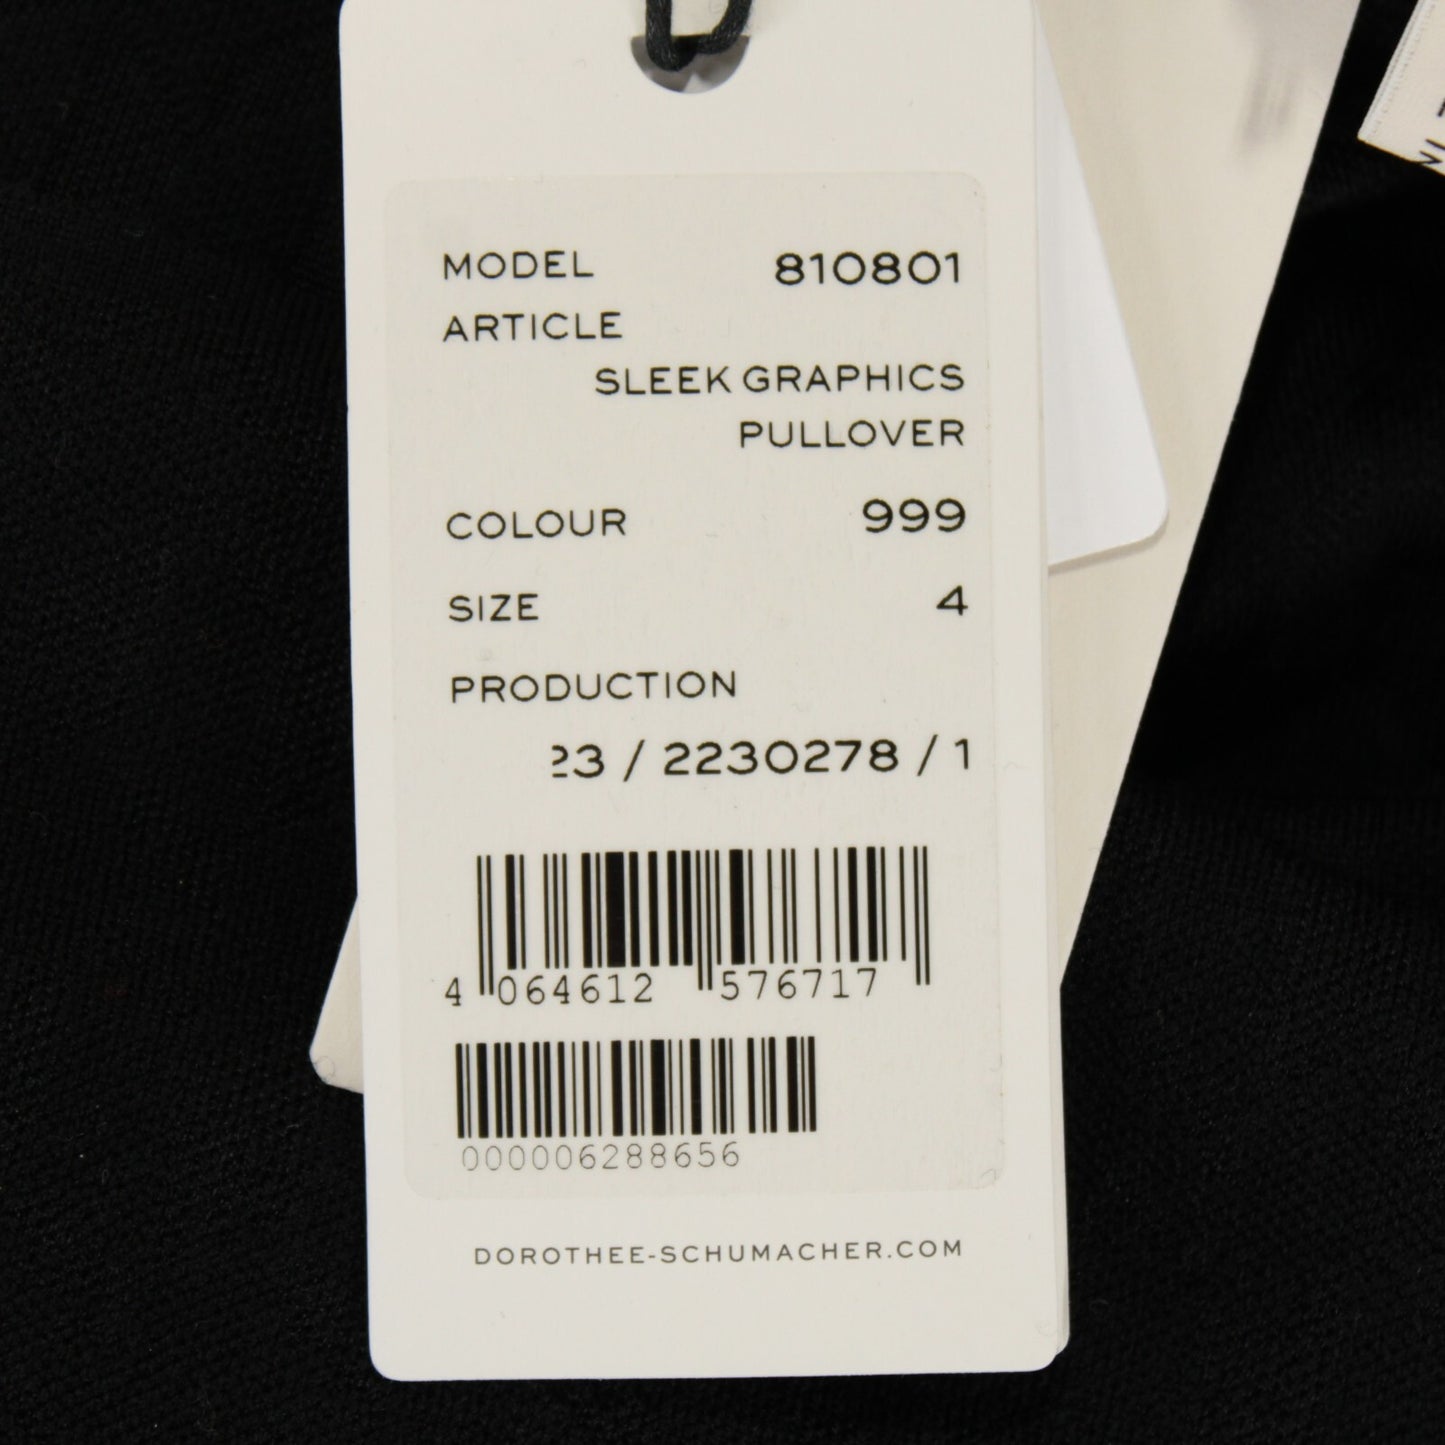 MODEL 810801
ARTICLE
SLEEK GRAPHICS
PULLOVER
COLOUR 999
SIZE 4
PRODUCTION
23 / 2230278 / 1
4 064612 576717
000006288656
DOROTHEE-SCHUMACHER.COM